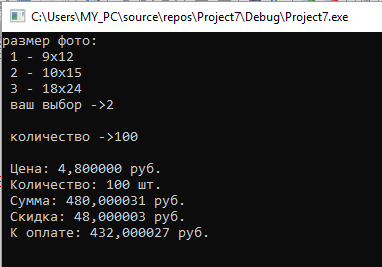 C:\Users\MY_PC\source\repos\Project7\Debug\Project7.exe
размер фото:
1 - 9x12
2 - 10x15
3 - 18x24
ваш выбор ->2
количество ->100
Цена: 4,800000 руб.
Количество: 100 шт.
Сумма: 480,000031 руб.
Скидка: 48,000003 руб.
К оплате: 432,000027 руб.